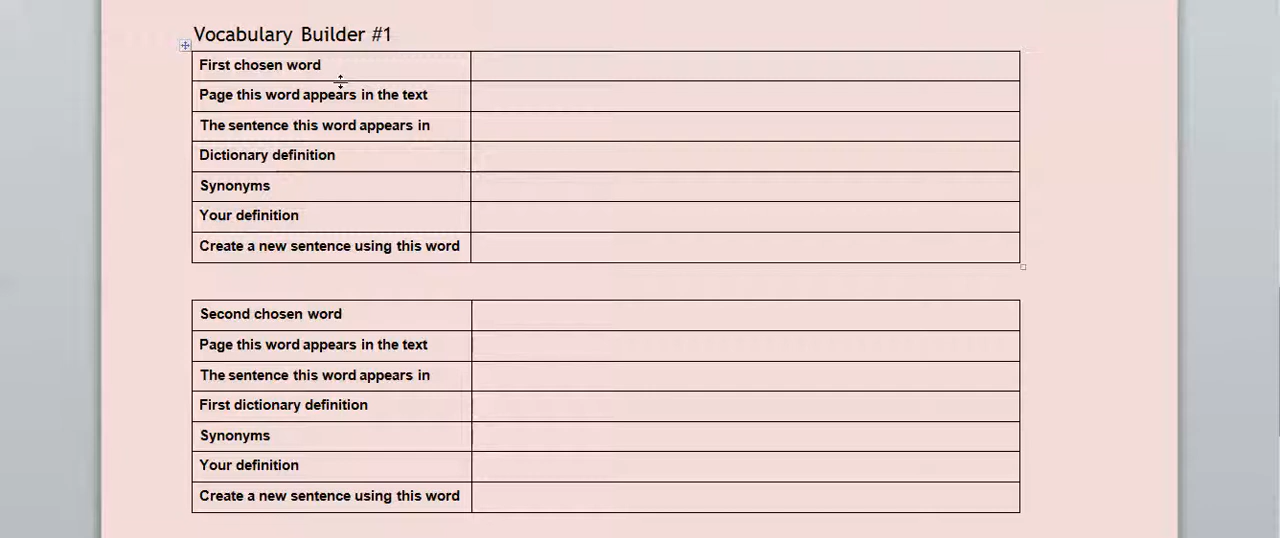 Vocabulary Builder #1
First chosen word
Page this word appears in the text
The sentence this word appears in
Dictionary definition
Synonyms
Your definition
Create a new sentence using this word
Second chosen word
Page this word appears in the text
The sentence this word appears in
First dictionary definition
Synonyms
Your definition
Create a new sentence using this word